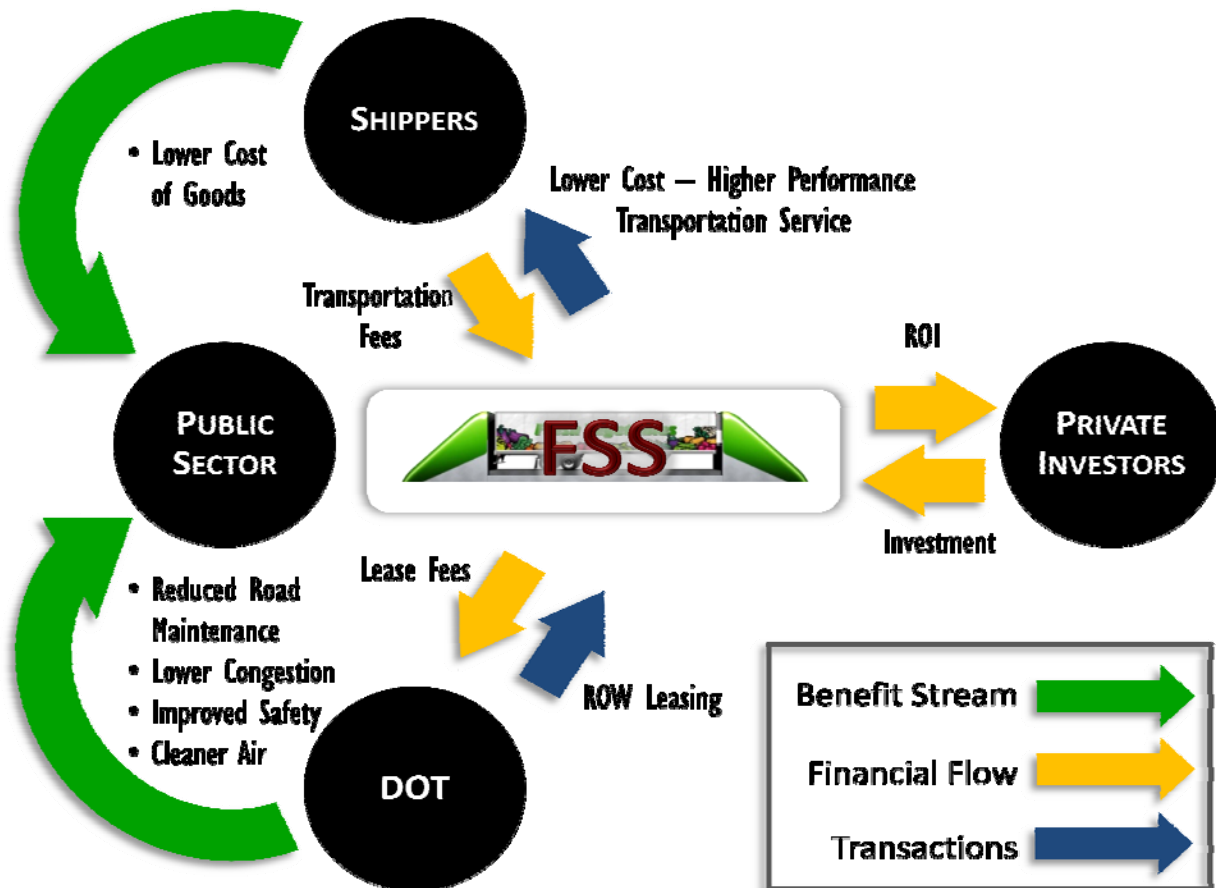 SHIPPERS
• Lower Cost
of Goods
Lower Cost – Higher Performance
Transportation Service
Transportation
Fees
ROI
PUBLIC
SECTOR
FSS
PRIVATE
INVESTORS
Investment
Lease Fees
• Reduced Road
Maintenance
• Lower Congestion
• Improved Safety
• Cleaner Air
ROW Leasing
DOT
Benefit Stream
Financial Flow
Transactions